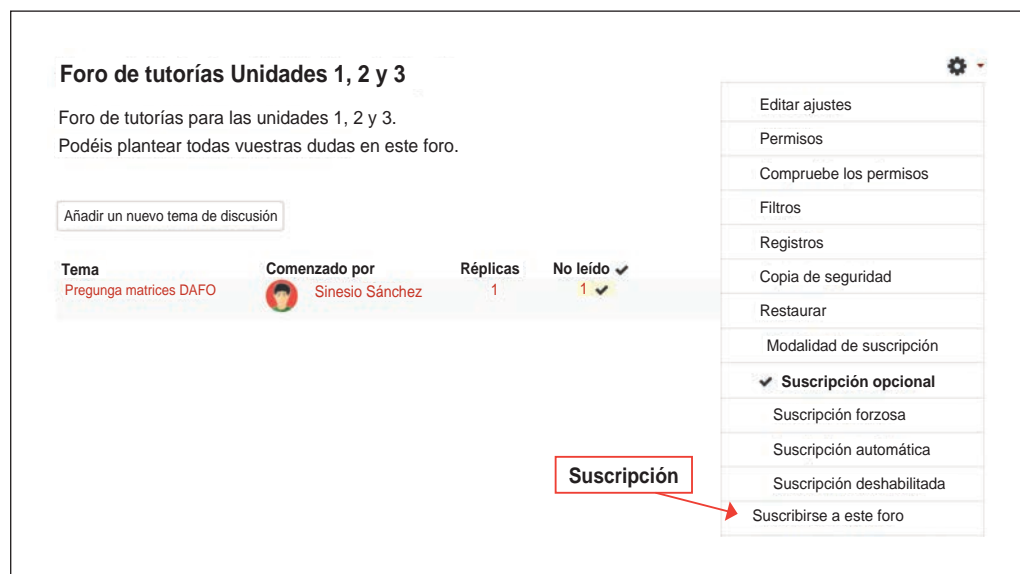 Foro de tutorías Unidades 1, 2 y 3
Foro de tutorías para las unidades 1, 2 y 3.
Podéis plantear todas vuestras dudas en este foro.
Añadir un nuevo tema de discusión
Tema Comenzado por Réplicas No leído
Pregunga matrices DAFO Sinesio Sánchez 1 1
Editar ajustes
Permisos
Compruebe los permisos
Filtros
Registros
Copia de seguridad
Restaurar
Modalidad de suscripción
Suscripción opcional
Suscripción forzosa
Suscripción automática
Suscripción deshabilitada
Suscribirse a este foro
Suscripción